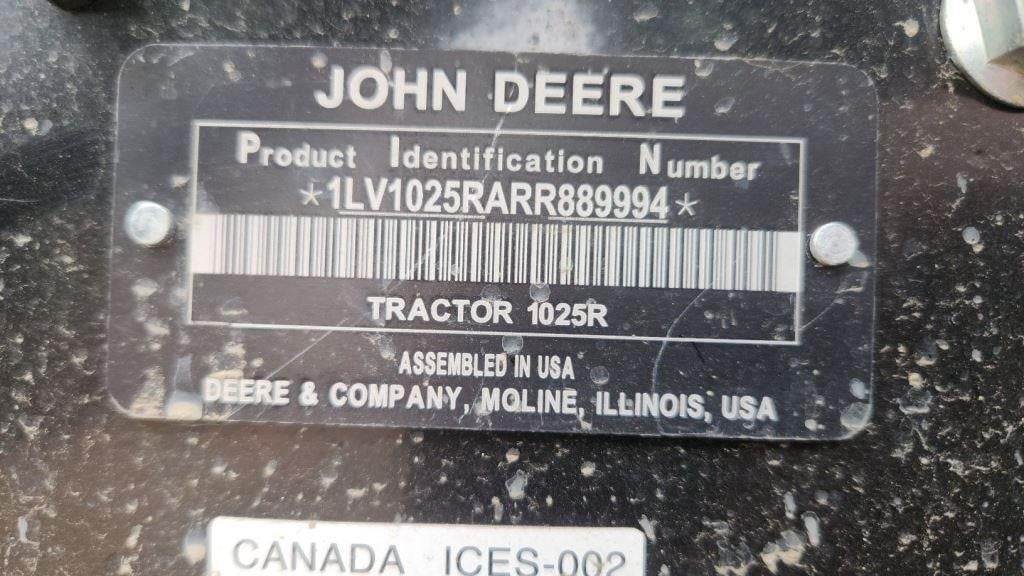 JOHN DEERE
Product Identification Number
*1LV1025RARR889994*
TRACTOR 1025R
ASSEMBLED IN USA
DEERE & COMPANY, MOLINE, ILLINOIS, USA
CANADA ICES-002